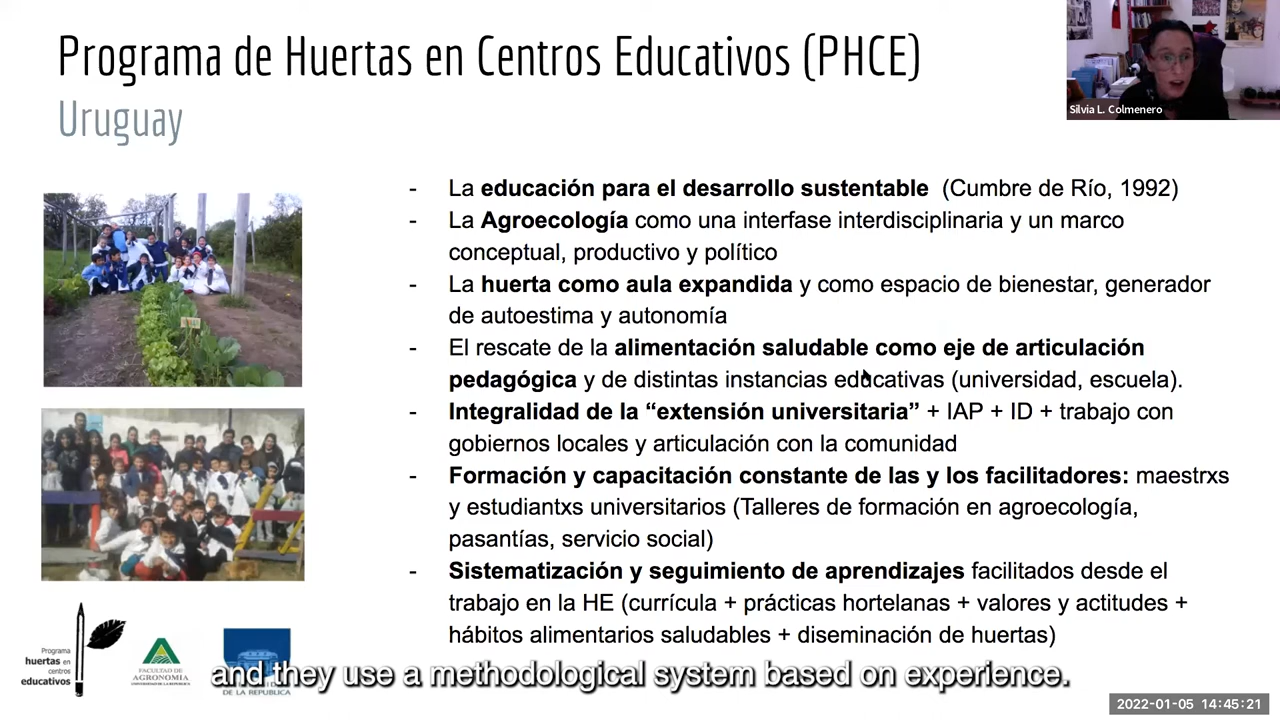 Programa de Huertas en Centros Educativos (PHCE)
Uruguay
Silvia L. Colmenero
- La educación para el desarrollo sustentable (Cumbre de Río, 1992)
- La Agroecología como una interfase interdisciplinaria y un marco
conceptual, productivo y político
- La huerta como aula expandida y como espacio de bienestar, generador
de autoestima y autonomía
- El rescate de la alimentación saludable como eje de articulación
pedagógica y de distintas instancias educativas (universidad, escuela).
- Integralidad de la “extensión universitaria” + IAP + ID + trabajo con
gobiernos locales y articulación con la comunidad
- Formación y capacitación constante de las y los facilitadores: maestrxs
y estudiantxs universitarios (Talleres de formación en agroecología,
pasantías, servicio social)
- Sistematización y seguimiento de aprendizajes facilitados desde el
trabajo en la HE (currícula + prácticas hortelanas + valores y actitudes +
hábitos alimentarios saludables + diseminación de huertas)
Programa
huertas en
centros
educativos
FACULTAD DE
AGRONOMIA
UNIVERSIDAD DE LA REPUBLICA
DE LA REPUBLICA
and they use a methodological system based on experience.
2022-01-05 14:45:21